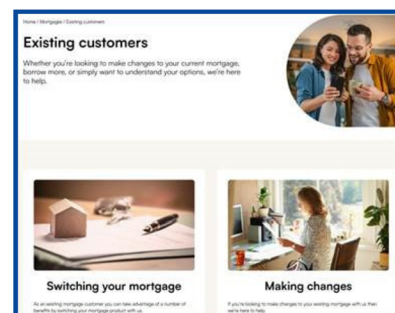 Home / Mortgages / Existing customers
Existing customers
Whether you're looking to make changes to your current mortgage,
borrow more, or simply want to understand your options, we're here
to help.
Switching your mortgage
As an existing mortgage customer you can take advantage of a number of
benefits by switching your mortgage product with us.
Making changes
If you're looking to make changes to your existing mortgage with us then
we're here to help.